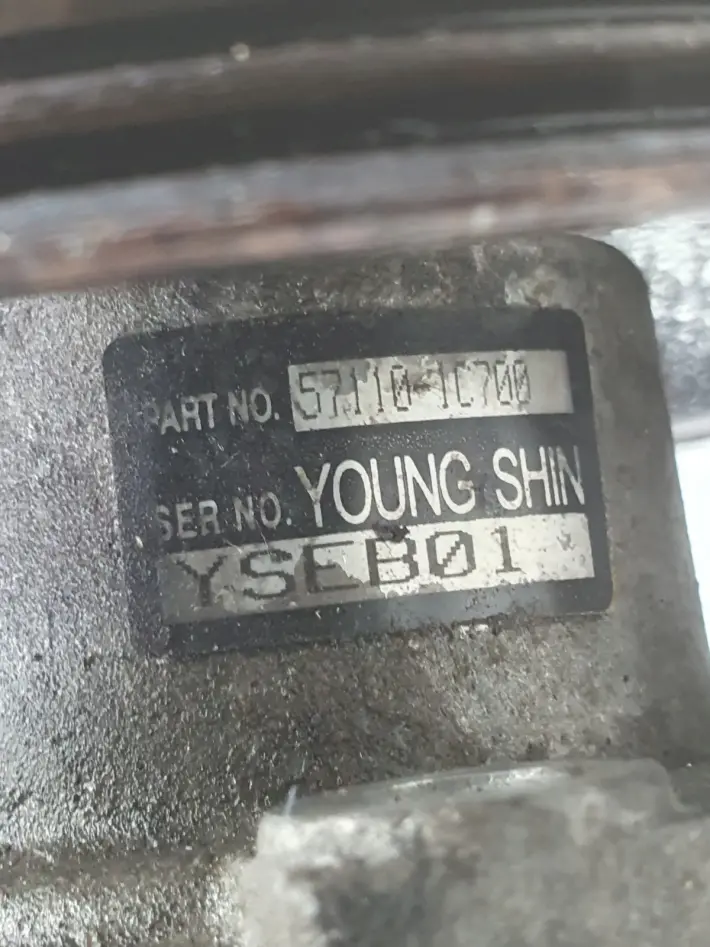 PART NO. 57110-1C700
SER NO. YOUNG SHIN
YSEB01